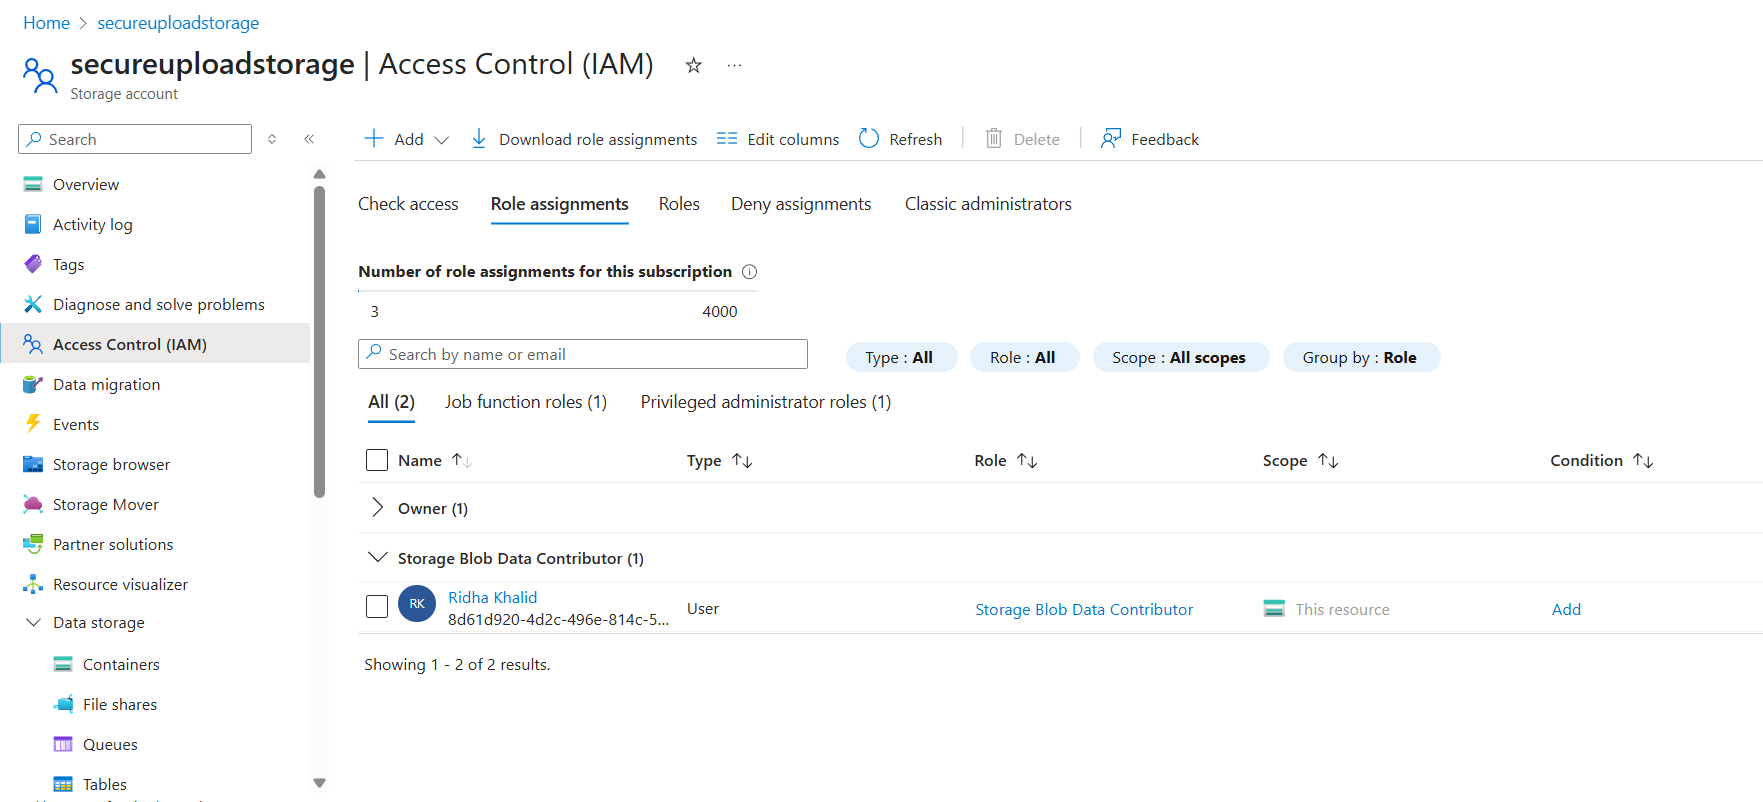 Home > secureuploadstorage
secureuploadstorage | Access Control (IAM) ☆ ...
Storage account
Search
Overview
Activity log
Tags
Diagnose and solve problems
Access Control (IAM)
Data migration
Events
Storage browser
Storage Mover
Partner solutions
Resource visualizer
Data storage
Containers
File shares
Queues
Tables
Add
Download role assignments
Edit columns
Refresh
Delete
Feedback
Check access
Role assignments
Roles
Deny assignments
Classic administrators
Number of role assignments for this subscription
3 4000
Search by name or email
Type : All
Role : All
Scope : All scopes
Group by : Role
All (2)
Job function roles (1)
Privileged administrator roles (1)
Name Type Role Scope Condition
Owner (1)
Storage Blob Data Contributor (1)
RK
Ridha Khalid
8d61d920-4d2c-496e-814c-5...
User
Storage Blob Data Contributor
This resource
Add
Showing 1 - 2 of 2 results.